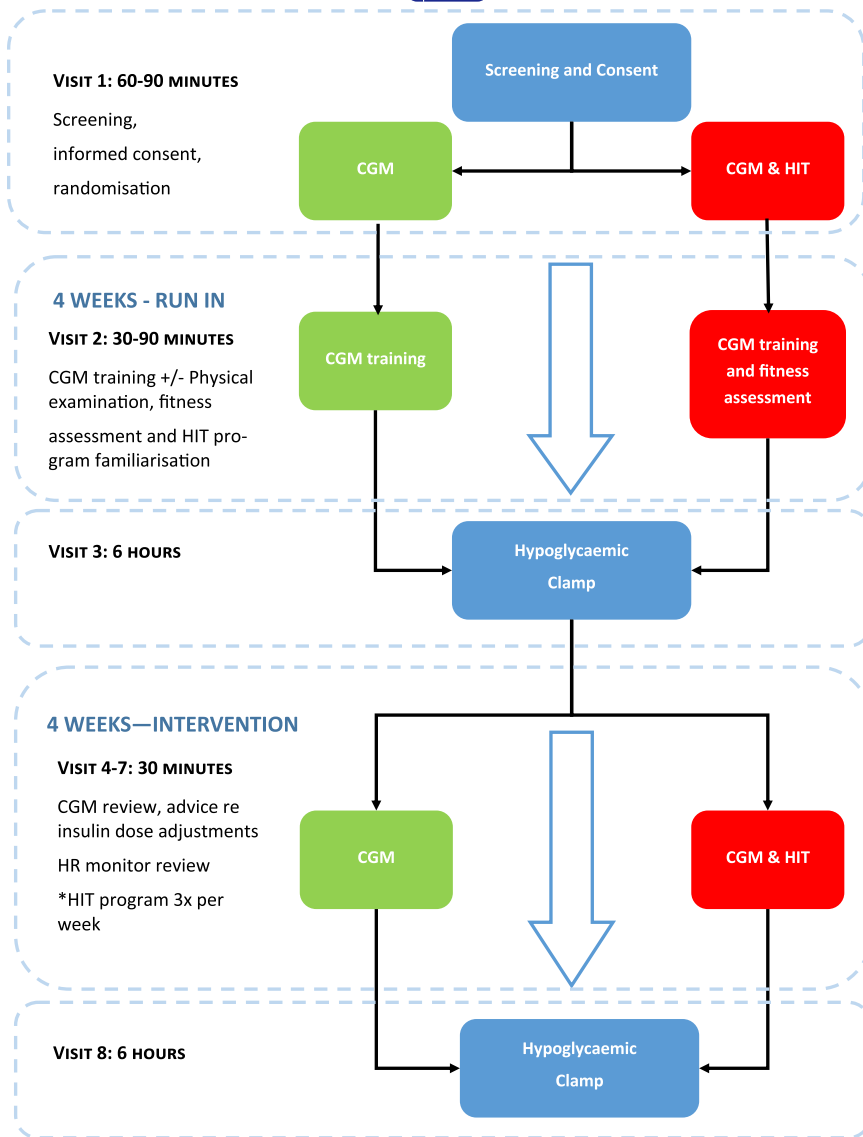 Screening and Consent
VISIT 1: 60-90 MINUTES
Screening,
informed consent,
randomisation
CGM
CGM & HIT
4 WEEKS - RUN IN
VISIT 2: 30-90 MINUTES
CGM training +/- Physical
examination, fitness
assessment and HIT pro-
gram familiarisation
CGM training
CGM training
and fitness
assessment
VISIT 3: 6 HOURS
Hypoglycaemic
Clamp
4 WEEKS—INTERVENTION
VISIT 4-7: 30 MINUTES
CGM review, advice re
insulin dose adjustments
HR monitor review
*HIT program 3x per
week
CGM
CGM & HIT
VISIT 8: 6 HOURS
Hypoglycaemic
Clamp